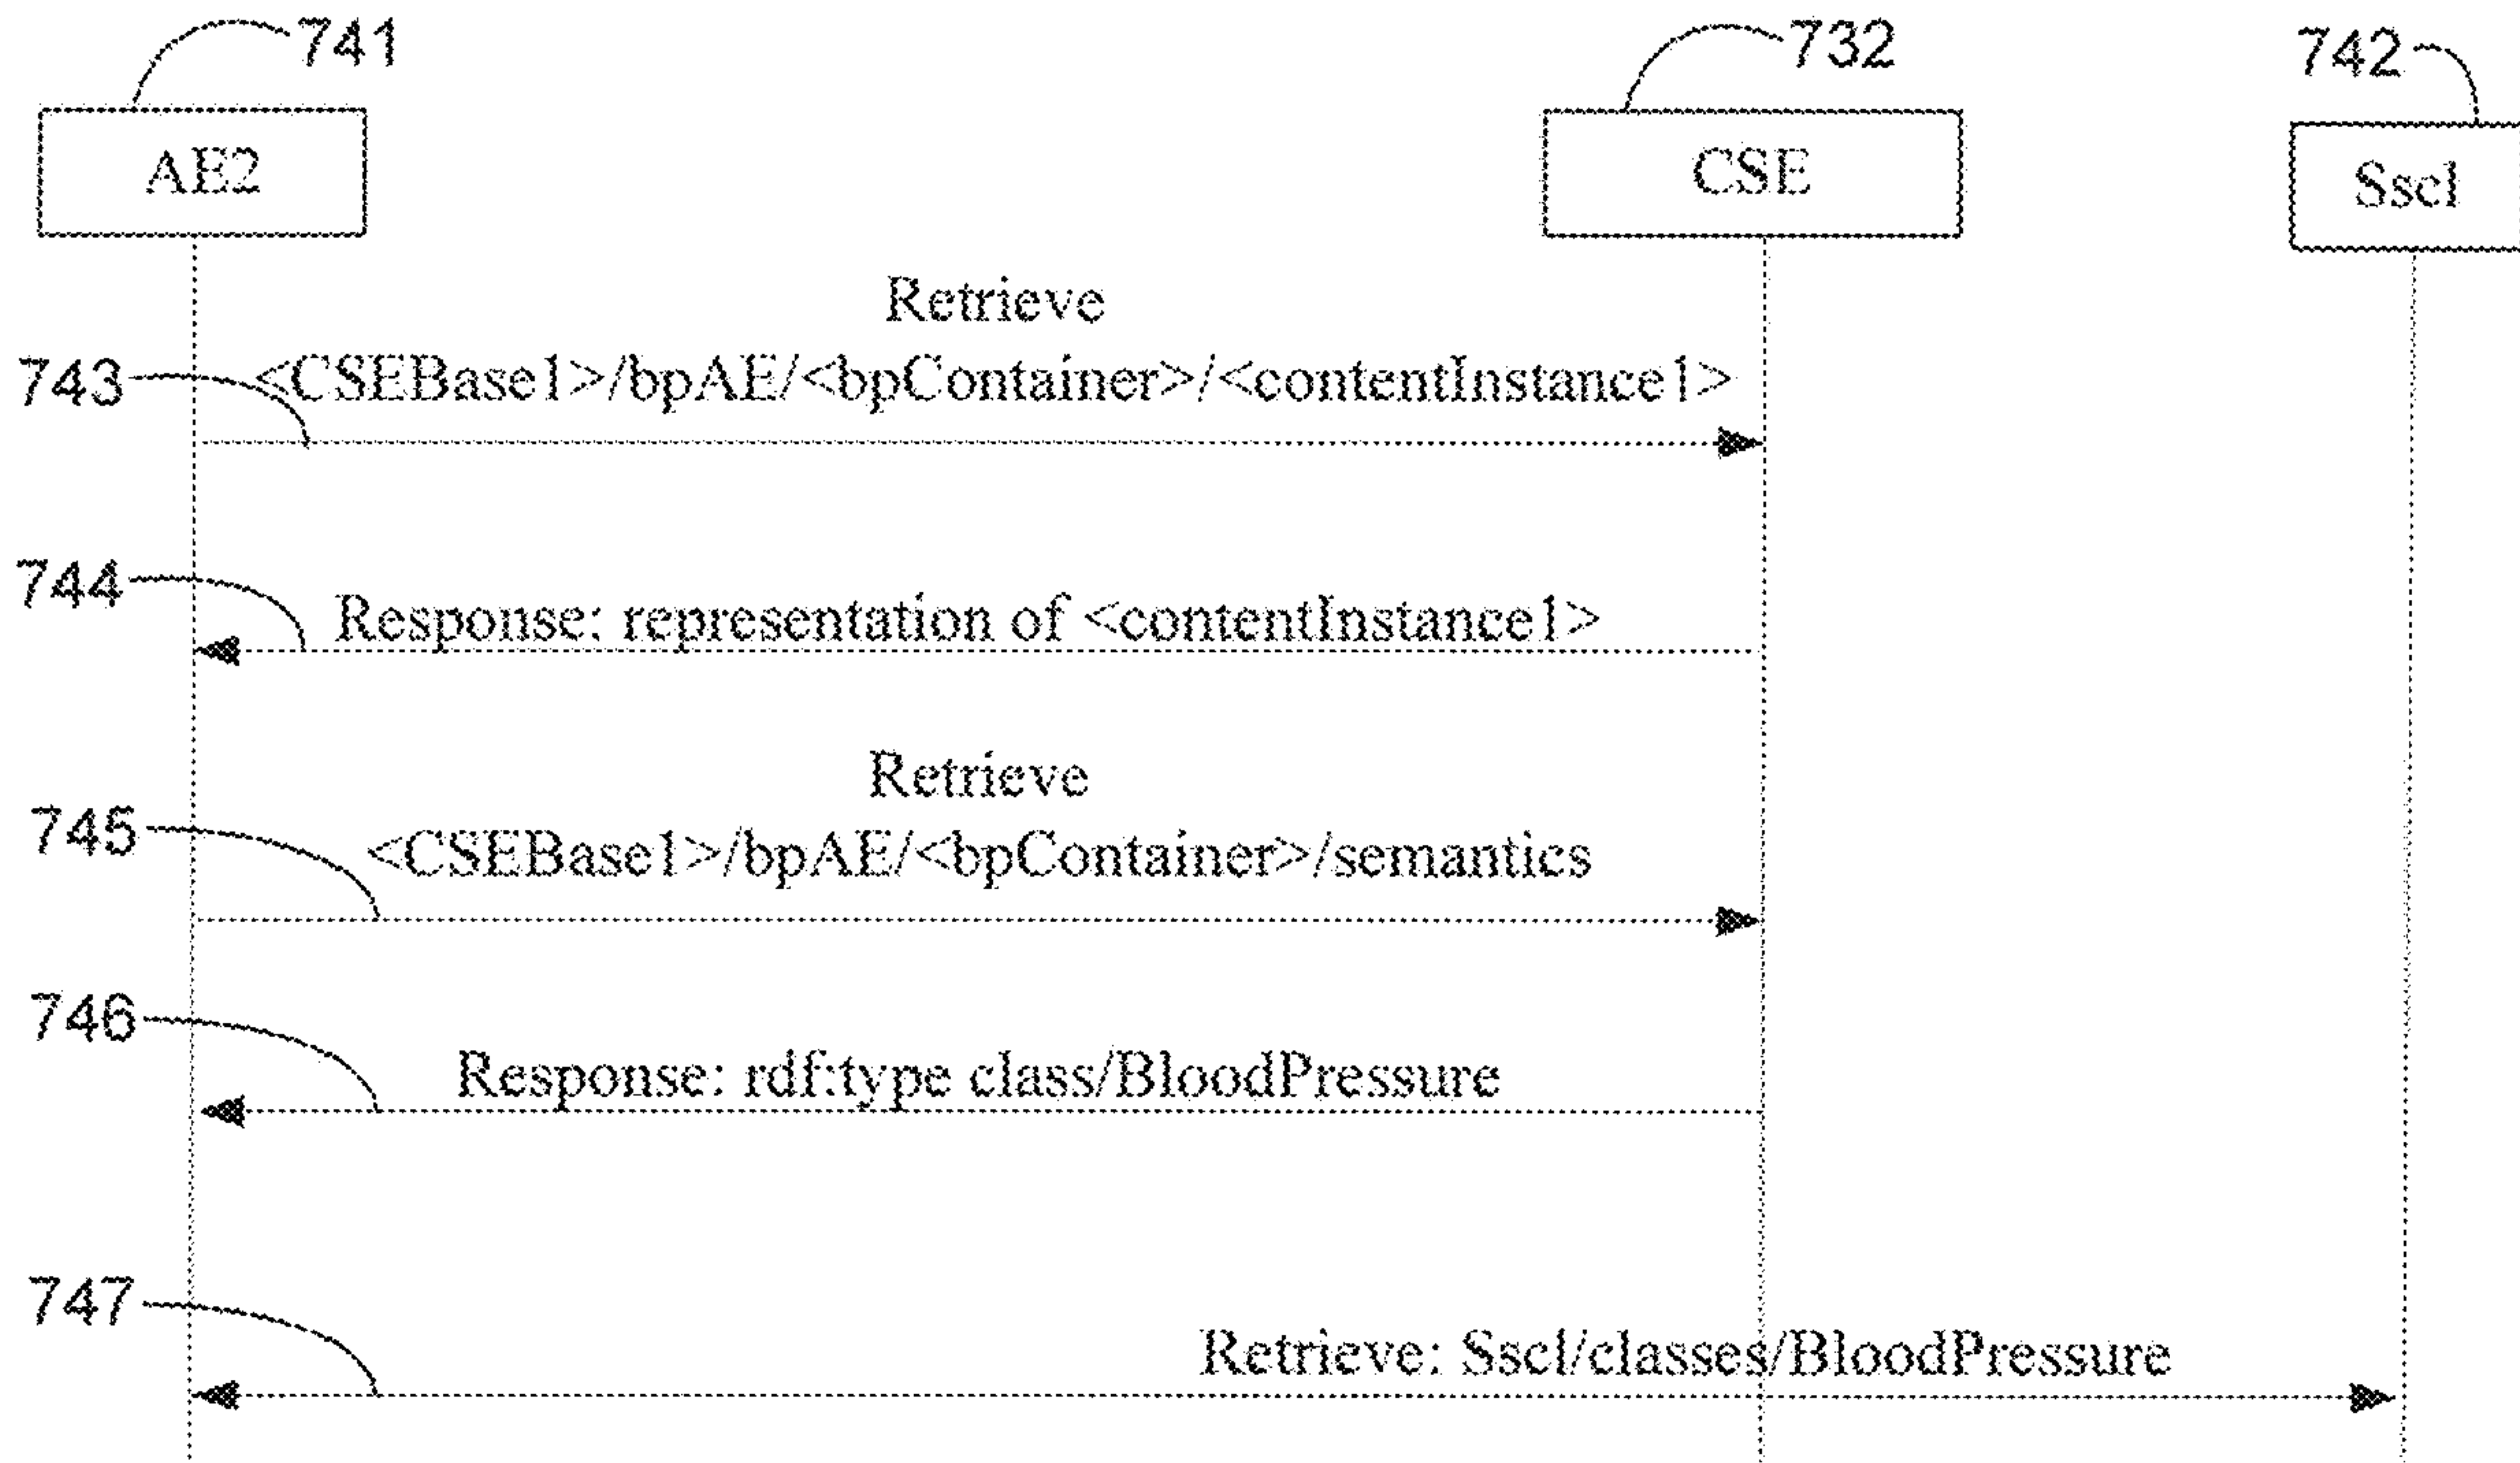 741
732
742
AE2
CSE
Sscl
Retrieve
743
<CSEBase1>/bpAE/<bpContainer>/<contentInstance1>
744
Response: representation of <contentInstance1>
Retrieve
745
<CSEBase1>/bpAE/<bpContainer>/semantics
746
Response: rdf:type class/BloodPressure
747
Retrieve: Sscl/classes/BloodPressure